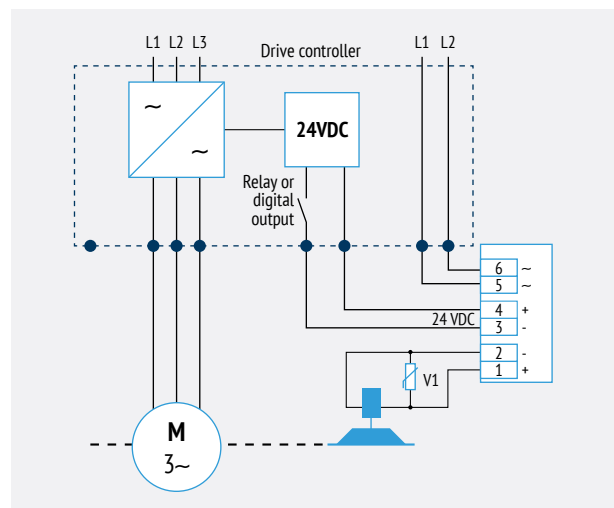 L1 L2 L3
L1 L2
Drive controller
~
~
24VDC
Relay or
digital
output
6 ~
5 ~
4 +
24 VDC 3 -
2 -
1 +
V1
M
3~